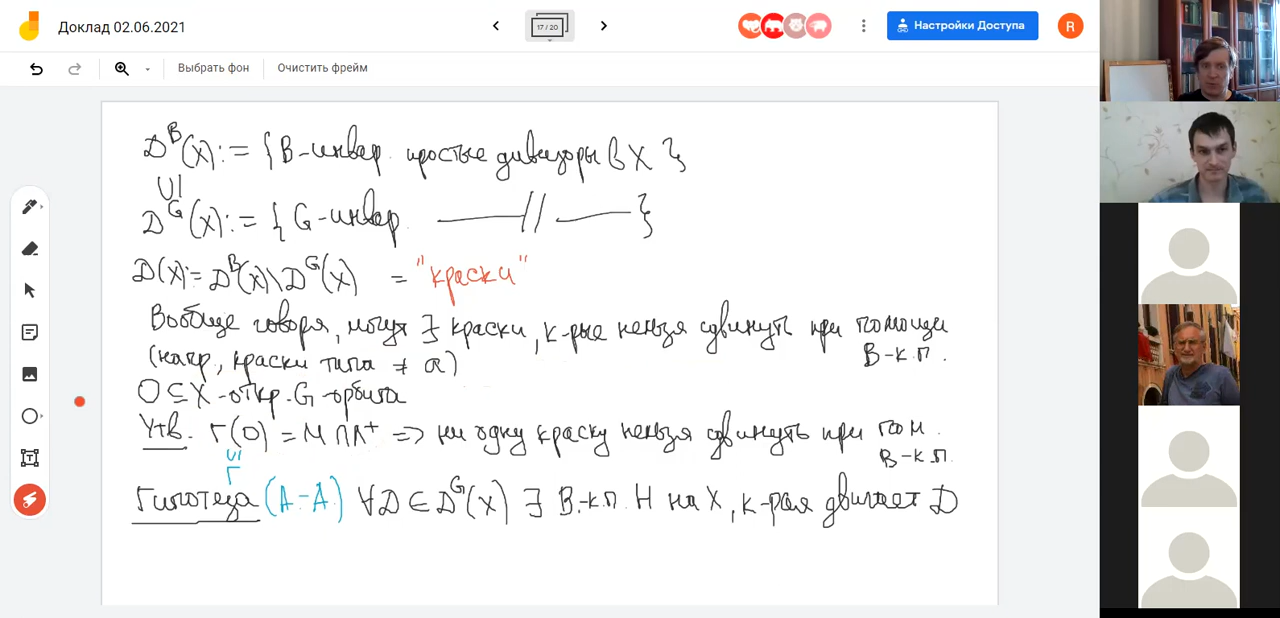 Доклад 02.06.2021
17 / 20
Настройки Доступа
R
Выбрать фон
Очистить фрейм
D^B(X) := {B-инвар. простые дивизоры в X}
UI
D^G(X) := {G-инвар. —//—}
D(X) := D^B(X) \ D^G(X) = "краски"
Вообще говоря, могут ∃ краски, к-рые нельзя сдвинуть при помощи
B-к.п.
(напр., краски типа ≠ a)
O ⊆ X - откр. G-орбита
Утв. Γ(O) = M ∩ Λ⁺ => ни одну краску нельзя сдвинуть при пом.
B-к.п.
UI
Γ
Гипотеза (А.-А.) ∀D ∈ D^G(X) ∃ B-к.п. H на X, к-рая двигает D